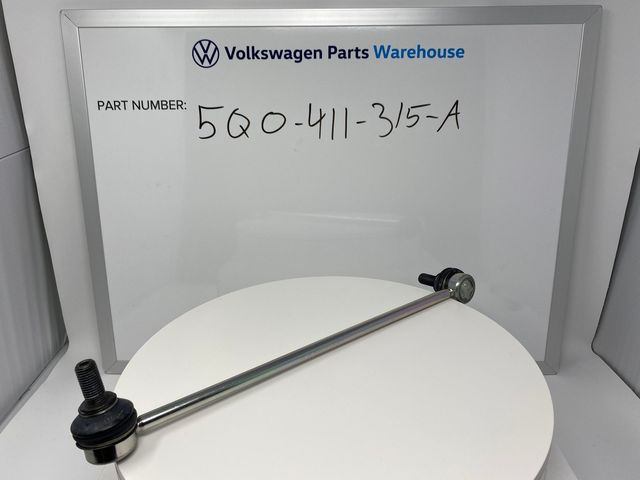 Volkswagen Parts Warehouse
PART NUMBER: 5Q0-411-315-A